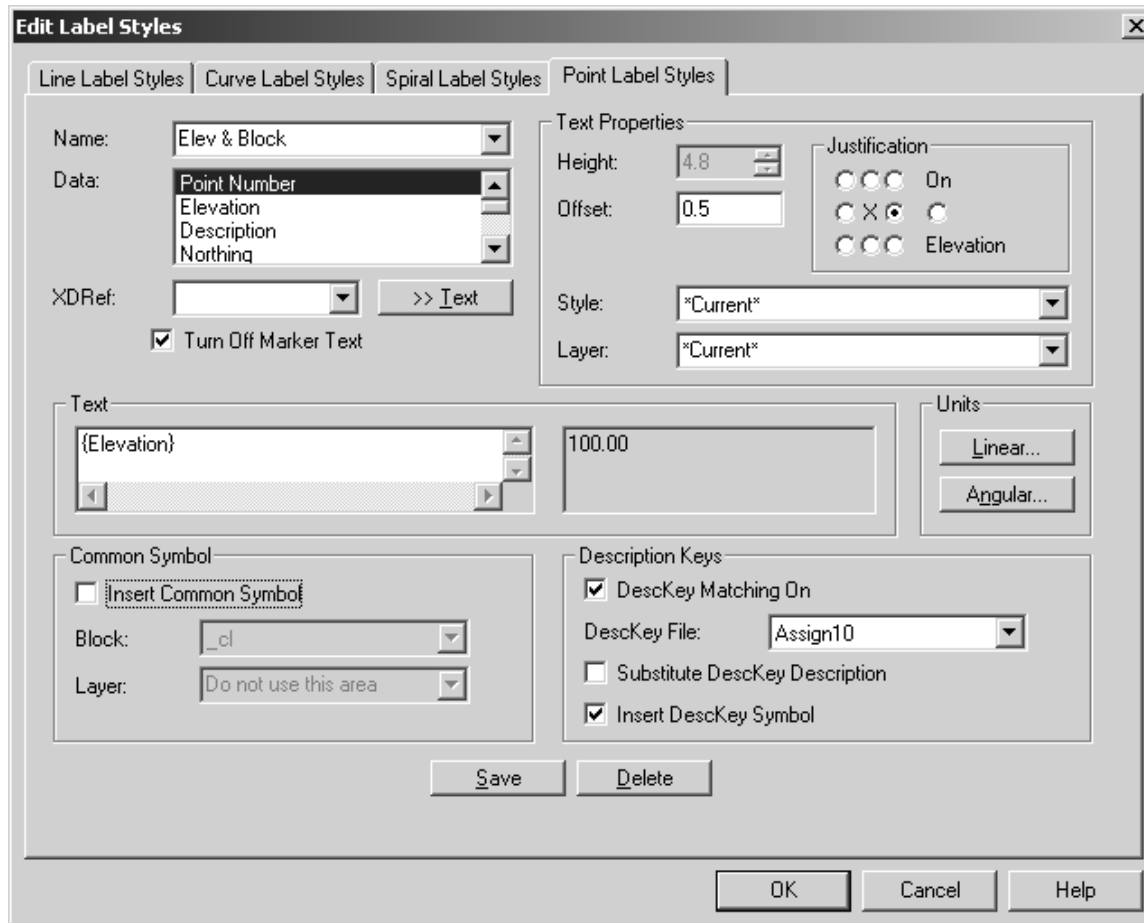 Edit Label Styles
Line Label Styles Curve Label Styles Spiral Label Styles Point Label Styles
Name: Elev & Block
Data: Point Number
Elevation
Description
Northing
XDRef: >> Text
Turn Off Marker Text
Text Properties
Height: 4.8
Offset: 0.5
Justification
On
X
Elevation
Style: *Current*
Layer: *Current*
Text
{Elevation} 100.00
Units
Linear...
Angular...
Common Symbol
Insert Common Symbol
Block: _cl
Layer: Do not use this area
Description Keys
DescKey Matching On
DescKey File: Assign10
Substitute DescKey Description
Insert DescKey Symbol
Save Delete
OK Cancel Help